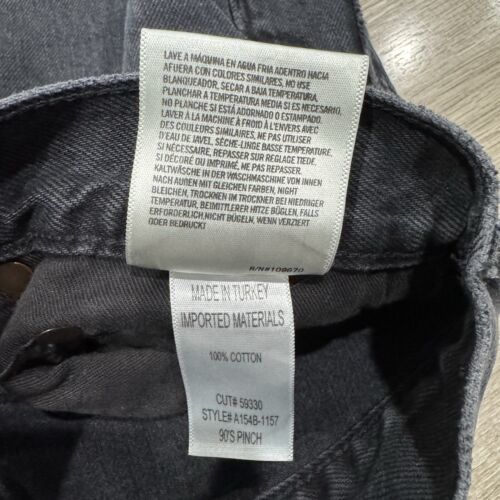 LAVE A MÁQUINA EN AGUA FRIA ADENTRO HACIA
AFUERA CON COLORES SIMILARES, NO USE
BLANQUEADOR, SECAR A BAJA TEMPERATURA.
PLANCHAR A TEMPERATURA MEDIA SI ES NECESARIO,
NO PLANCHE SI ESTÁ ADORNADO O ESTAMPADO.
LAVER À LA MACHINE À FROID À L'ENVERS AVEC
DES COULEURS SIMILAIRES, NE PAS UTILISER
D'EAU DE JAVEL, SÈCHE-LINGE BASSE TEMPÉRATURE.
SI NÉCESSAIRE, REPASSER SUR RÉGLAGE TIÈDE.
SI DÉCORÉ OU IMPRIMÉ, NE PAS REPASSER.
KALTWÄSCHE IN DER WASCHMASCHINE VON INNEN
NACH AUßEN MIT GLEICHEN FARBEN, NICHT
BLEICHEN, TROCKNEN IM TROCKNER BEI NIEDRIGER
TEMPERATUR, BEIMITTLERER HITZE BÜGLEN, FALLS
ERFORDERLICH,NICHT BÜGELN, WENN VERZIERT
ODER BEDRUCKT
R/N#109670
MADE IN TURKEY
IMPORTED MATERIALS
100% COTTON
CUT# 59330
STYLE# A154B-1157
90'S PINCH